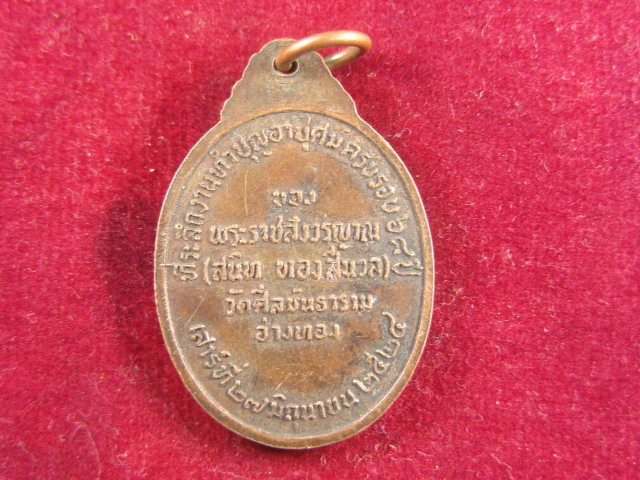 ที่ระลึกงานทำบุญอายุศมครบรอบ ๖๘ ปี
ของ
พระราชสังวรญาณ
(สนิท ทองสีนวล)
วัดศีลขันธาราม
อ่างทอง
เสาร์ที่ ๒๗ มิถุนายน ๒๕๒๔